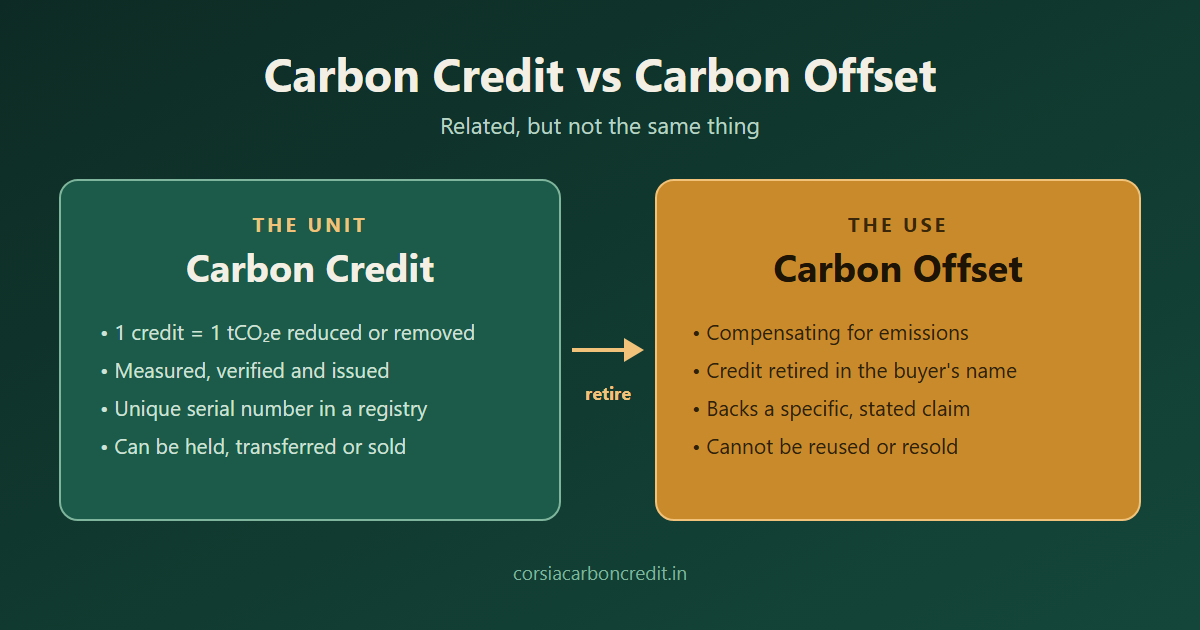 Carbon Credit vs Carbon Offset
Related, but not the same thing
THE UNIT
Carbon Credit
• 1 credit = 1 tCO₂e reduced or removed
• Measured, verified and issued
• Unique serial number in a registry
• Can be held, transferred or sold
retire
THE USE
Carbon Offset
• Compensating for emissions
• Credit retired in the buyer's name
• Backs a specific, stated claim
• Cannot be reused or resold
corsiacarboncredit.in